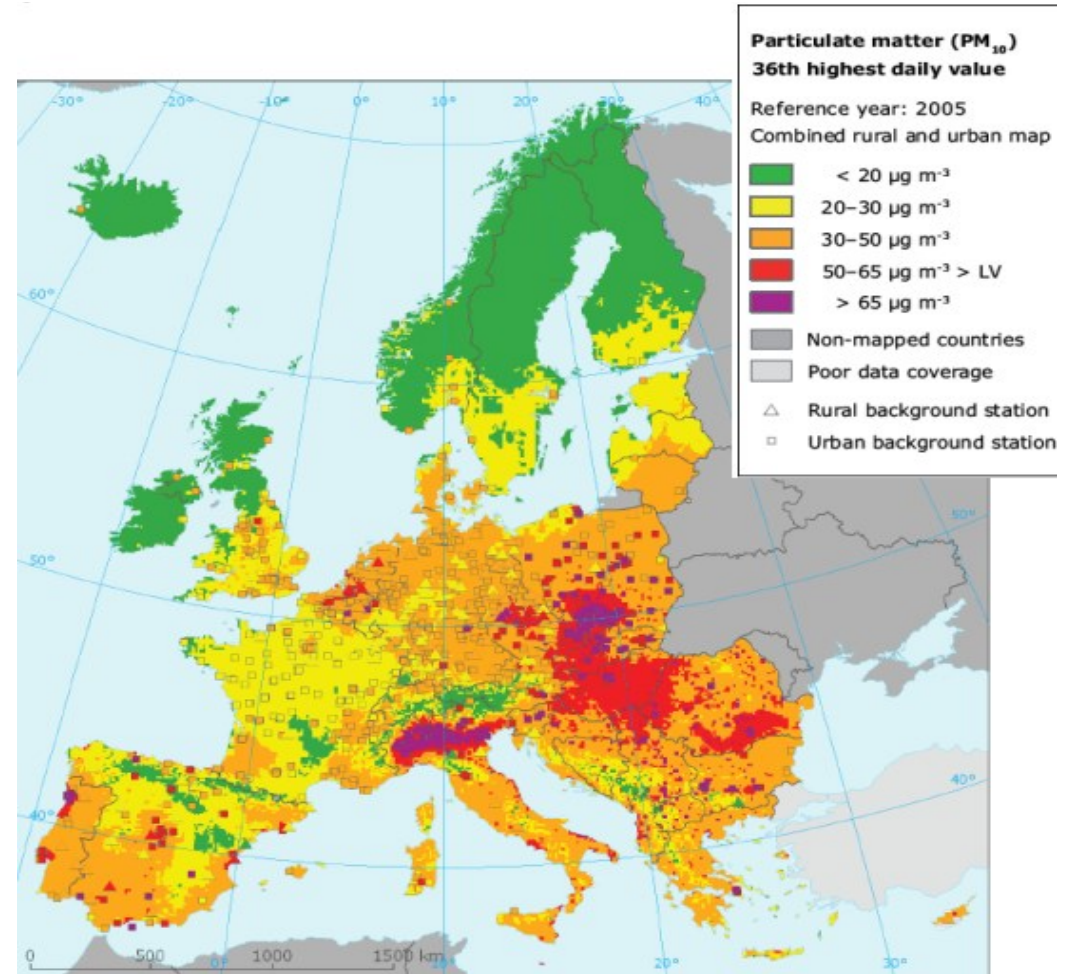 Particulate matter (PM₁₀)
36th highest daily value
Reference year: 2005
Combined rural and urban map
< 20 µg m⁻³
20–30 µg m⁻³
30–50 µg m⁻³
50–65 µg m⁻³ > LV
> 65 µg m⁻³
Non-mapped countries
Poor data coverage
Rural background station
Urban background station
-30° -20° -10° 0° 10° 20° 30° 40°
60°
50° 50°
40° 40°
0 500 1000 1500 km
0° 10° 20° 30°